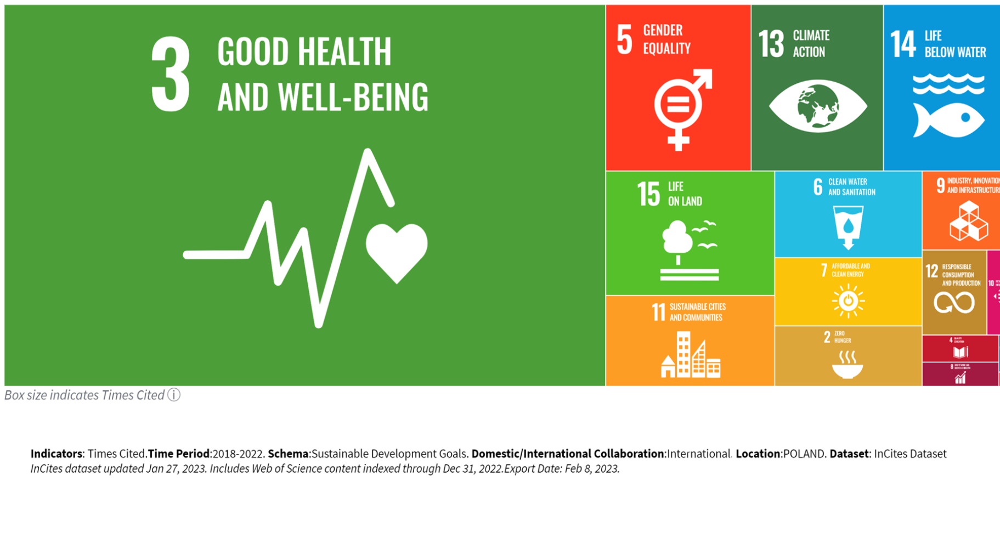 3 GOOD HEALTH
AND WELL-BEING
5 GENDER
EQUALITY
13 CLIMATE
ACTION
14 LIFE
BELOW WATER
15 LIFE
ON LAND
6 CLEAN WATER
AND SANITATION
9 INDUSTRY, INNOVATION
AND INFRASTRUCTUR
11 SUSTAINABLE CITIES
AND COMMUNITIES
7 AFFORDABLE AND
CLEAN ENERGY
12 RESPONSIBLE
CONSUMPTION
AND PRODUCTION
10
2 ZERO
HUNGER
4
8
Box size indicates Times Cited
Indicators: Times Cited.Time Period:2018-2022. Schema:Sustainable Development Goals. Domestic/International Collaboration:International. Location:POLAND. Dataset: InCites Dataset
InCites dataset updated Jan 27, 2023. Includes Web of Science content indexed through Dec 31, 2022.Export Date: Feb 8, 2023.